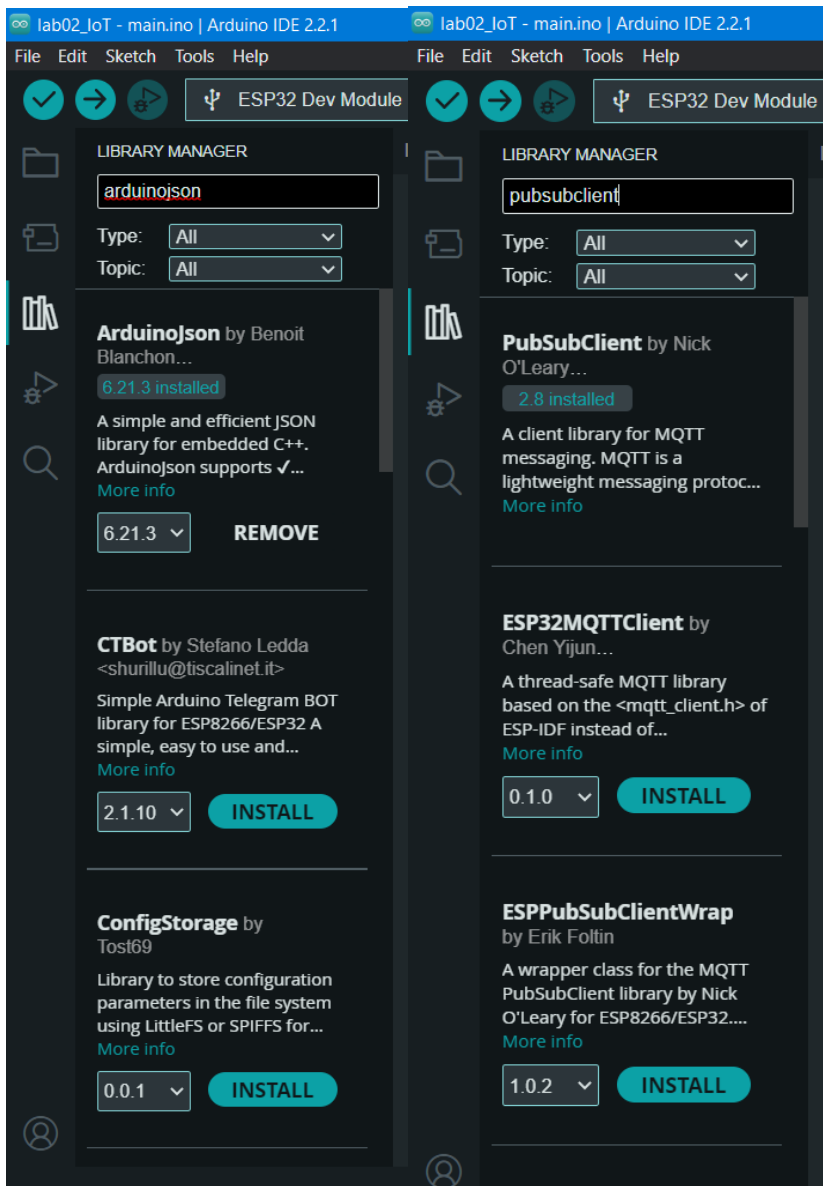 lab02_IoT - main.ino | Arduino IDE 2.2.1
File Edit Sketch Tools Help
ESP32 Dev Module
LIBRARY MANAGER
arduinojson
Type: All
Topic: All
ArduinoJson by Benoit
Blanchon...
6.21.3 installed
A simple and efficient JSON
library for embedded C++.
ArduinoJson supports ✔...
More info
6.21.3 REMOVE
CTBot by Stefano Ledda
<shurillu@tiscalinet.it>
Simple Arduino Telegram BOT
library for ESP8266/ESP32 A
simple, easy to use and...
More info
2.1.10 INSTALL
ConfigStorage by
Tost69
Library to store configuration
parameters in the file system
using LittleFS or SPIFFS for...
More info
0.0.1 INSTALL
lab02_IoT - main.ino | Arduino IDE 2.2.1
File Edit Sketch Tools Help
ESP32 Dev Module
LIBRARY MANAGER
pubsubclient
Type: All
Topic: All
PubSubClient by Nick
O'Leary...
2.8 installed
A client library for MQTT
messaging. MQTT is a
lightweight messaging protoc...
More info
ESP32MQTTClient by
Chen Yijun...
A thread-safe MQTT library
based on the <mqtt_client.h> of
ESP-IDF instead of...
More info
0.1.0 INSTALL
ESPPubSubClientWrap
by Erik Foltin
A wrapper class for the MQTT
PubSubClient library by Nick
O'Leary for ESP8266/ESP32....
More info
1.0.2 INSTALL